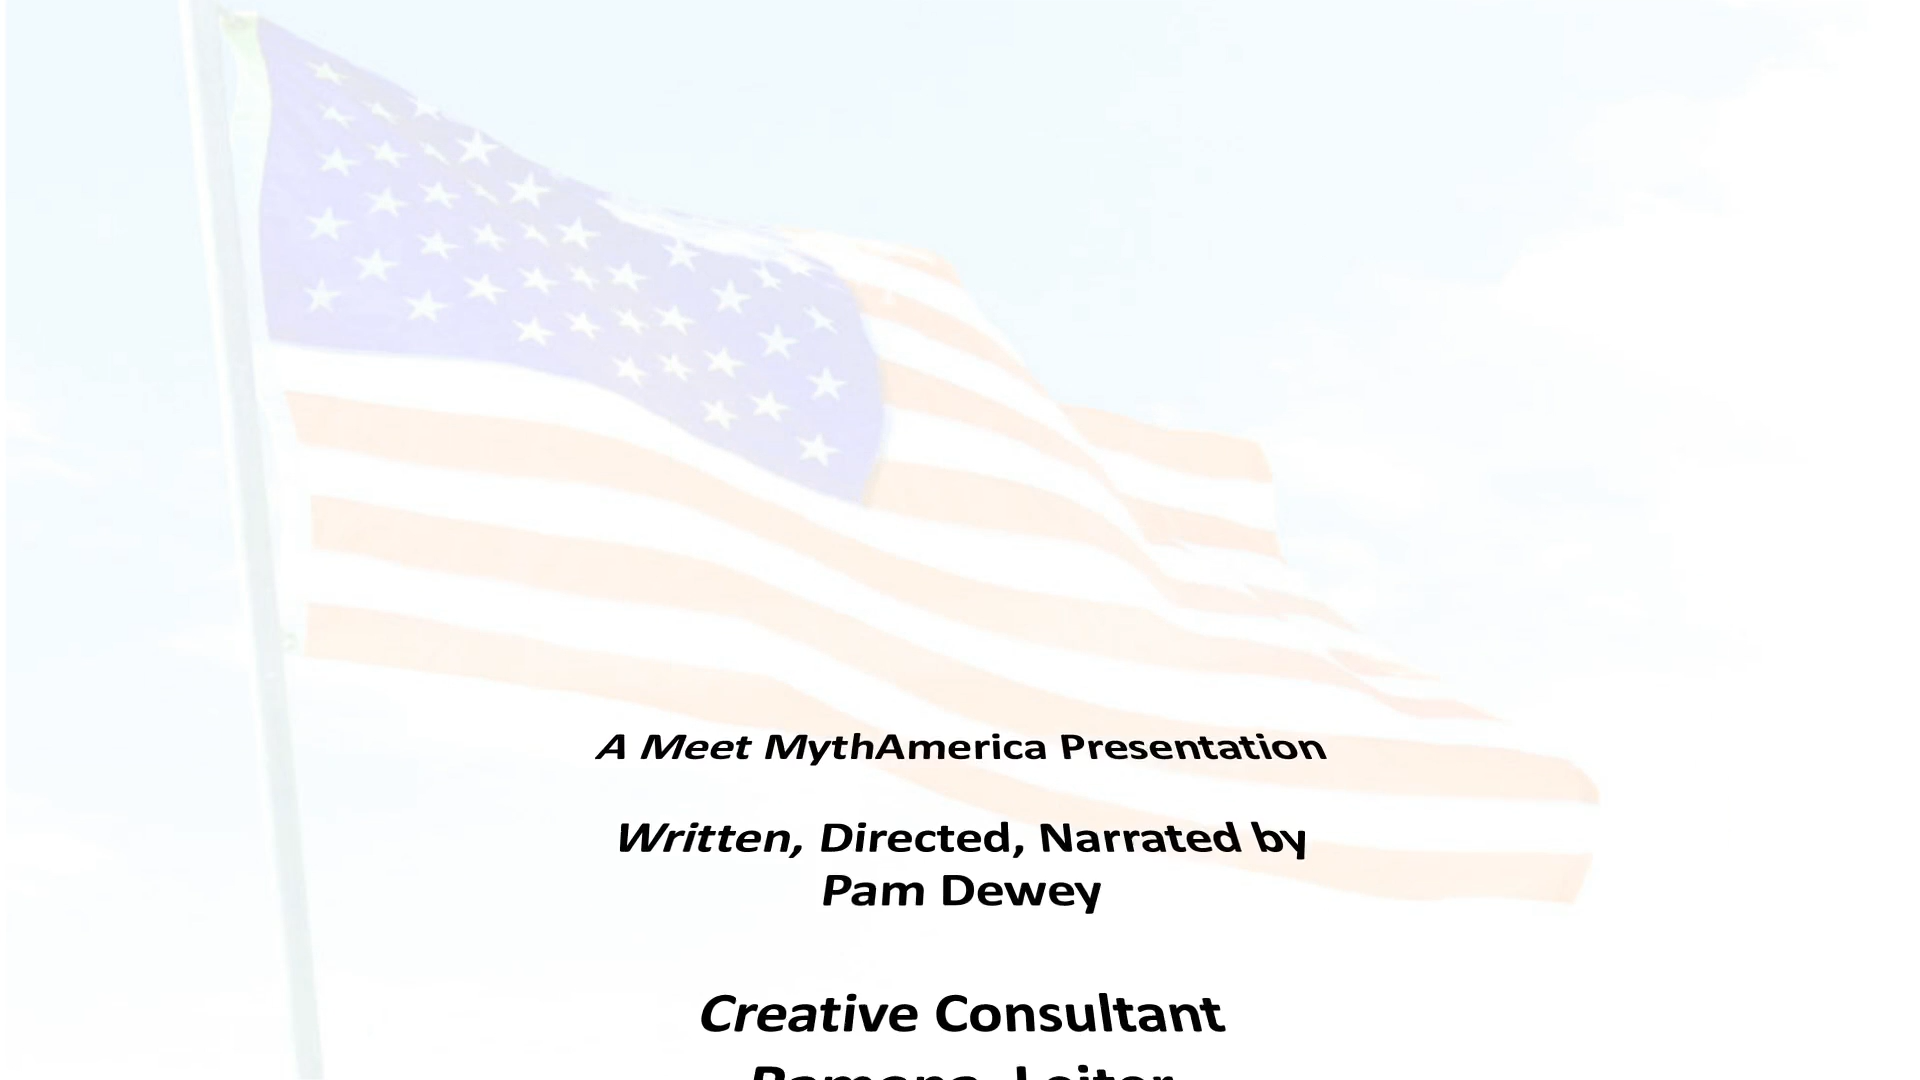 A Meet MythAmerica Presentation
Written, Directed, Narrated by
Pam Dewey
Creative Consultant